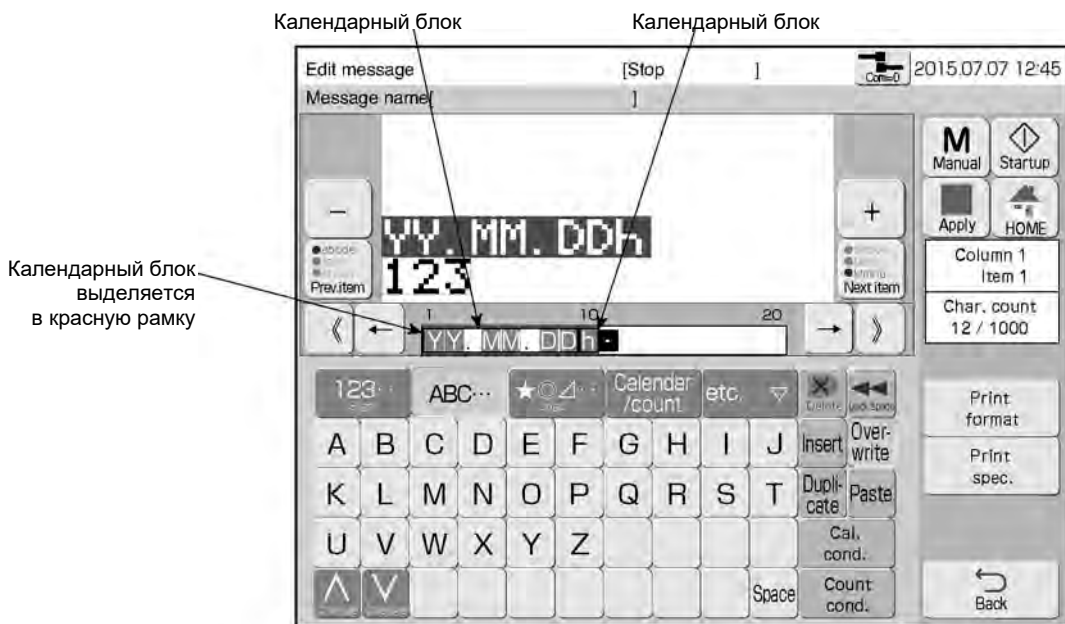 Календарный блок Календарный блок
Edit message [Stop ] Com=0 2015.07.07 12:45
Message name[ ]
M Manual Startup
− +
Apply HOME
YY.MM.DDh
Prev.item 123 Next item
Календарный блок
выделяется
в красную рамку
Column 1
Item 1
Char. count
12 / 1000
1 10 20
《 ← YY.MM.DDh → 》
123·· ABC··· ★◎⊿·· Calendar /count etc. ▽ Delete
A B C D E F G H I J Insert Over-write
K L M N O P Q R S T Dupli-cate Paste
U V W X Y Z Cal. cond.
Space Count cond.
Print
format
Print
spec.
Back